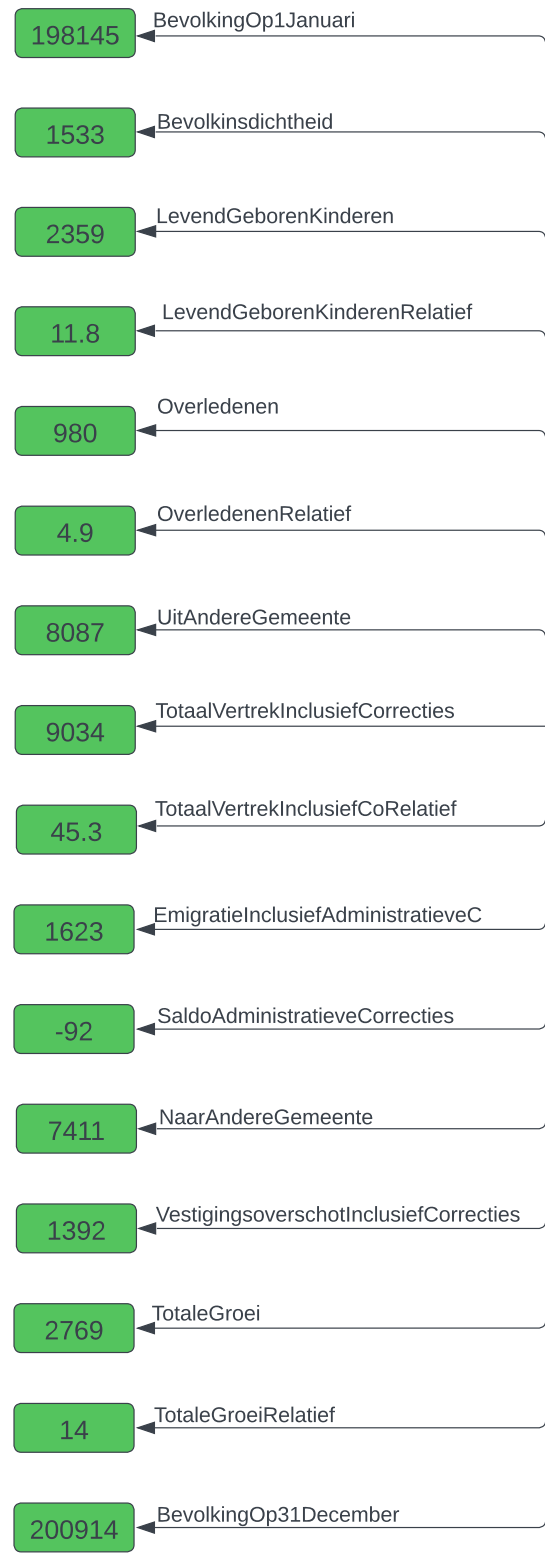 BevolkingOp1Januari
198145
Bevolkinsdichtheid
1533
LevendGeborenKinderen
2359
LevendGeborenKinderenRelatief
11.8
Overledenen
980
OverledenenRelatief
4.9
UitAndereGemeente
8087
TotaalVertrekInclusiefCorrecties
9034
TotaalVertrekInclusiefCoRelatief
45.3
EmigratieInclusiefAdministratieveC
1623
SaldoAdministratieveCorrecties
-92
NaarAndereGemeente
7411
VestigingsoverschotInclusiefCorrecties
1392
TotaleGroei
2769
TotaleGroeiRelatief
14
BevolkingOp31December
200914